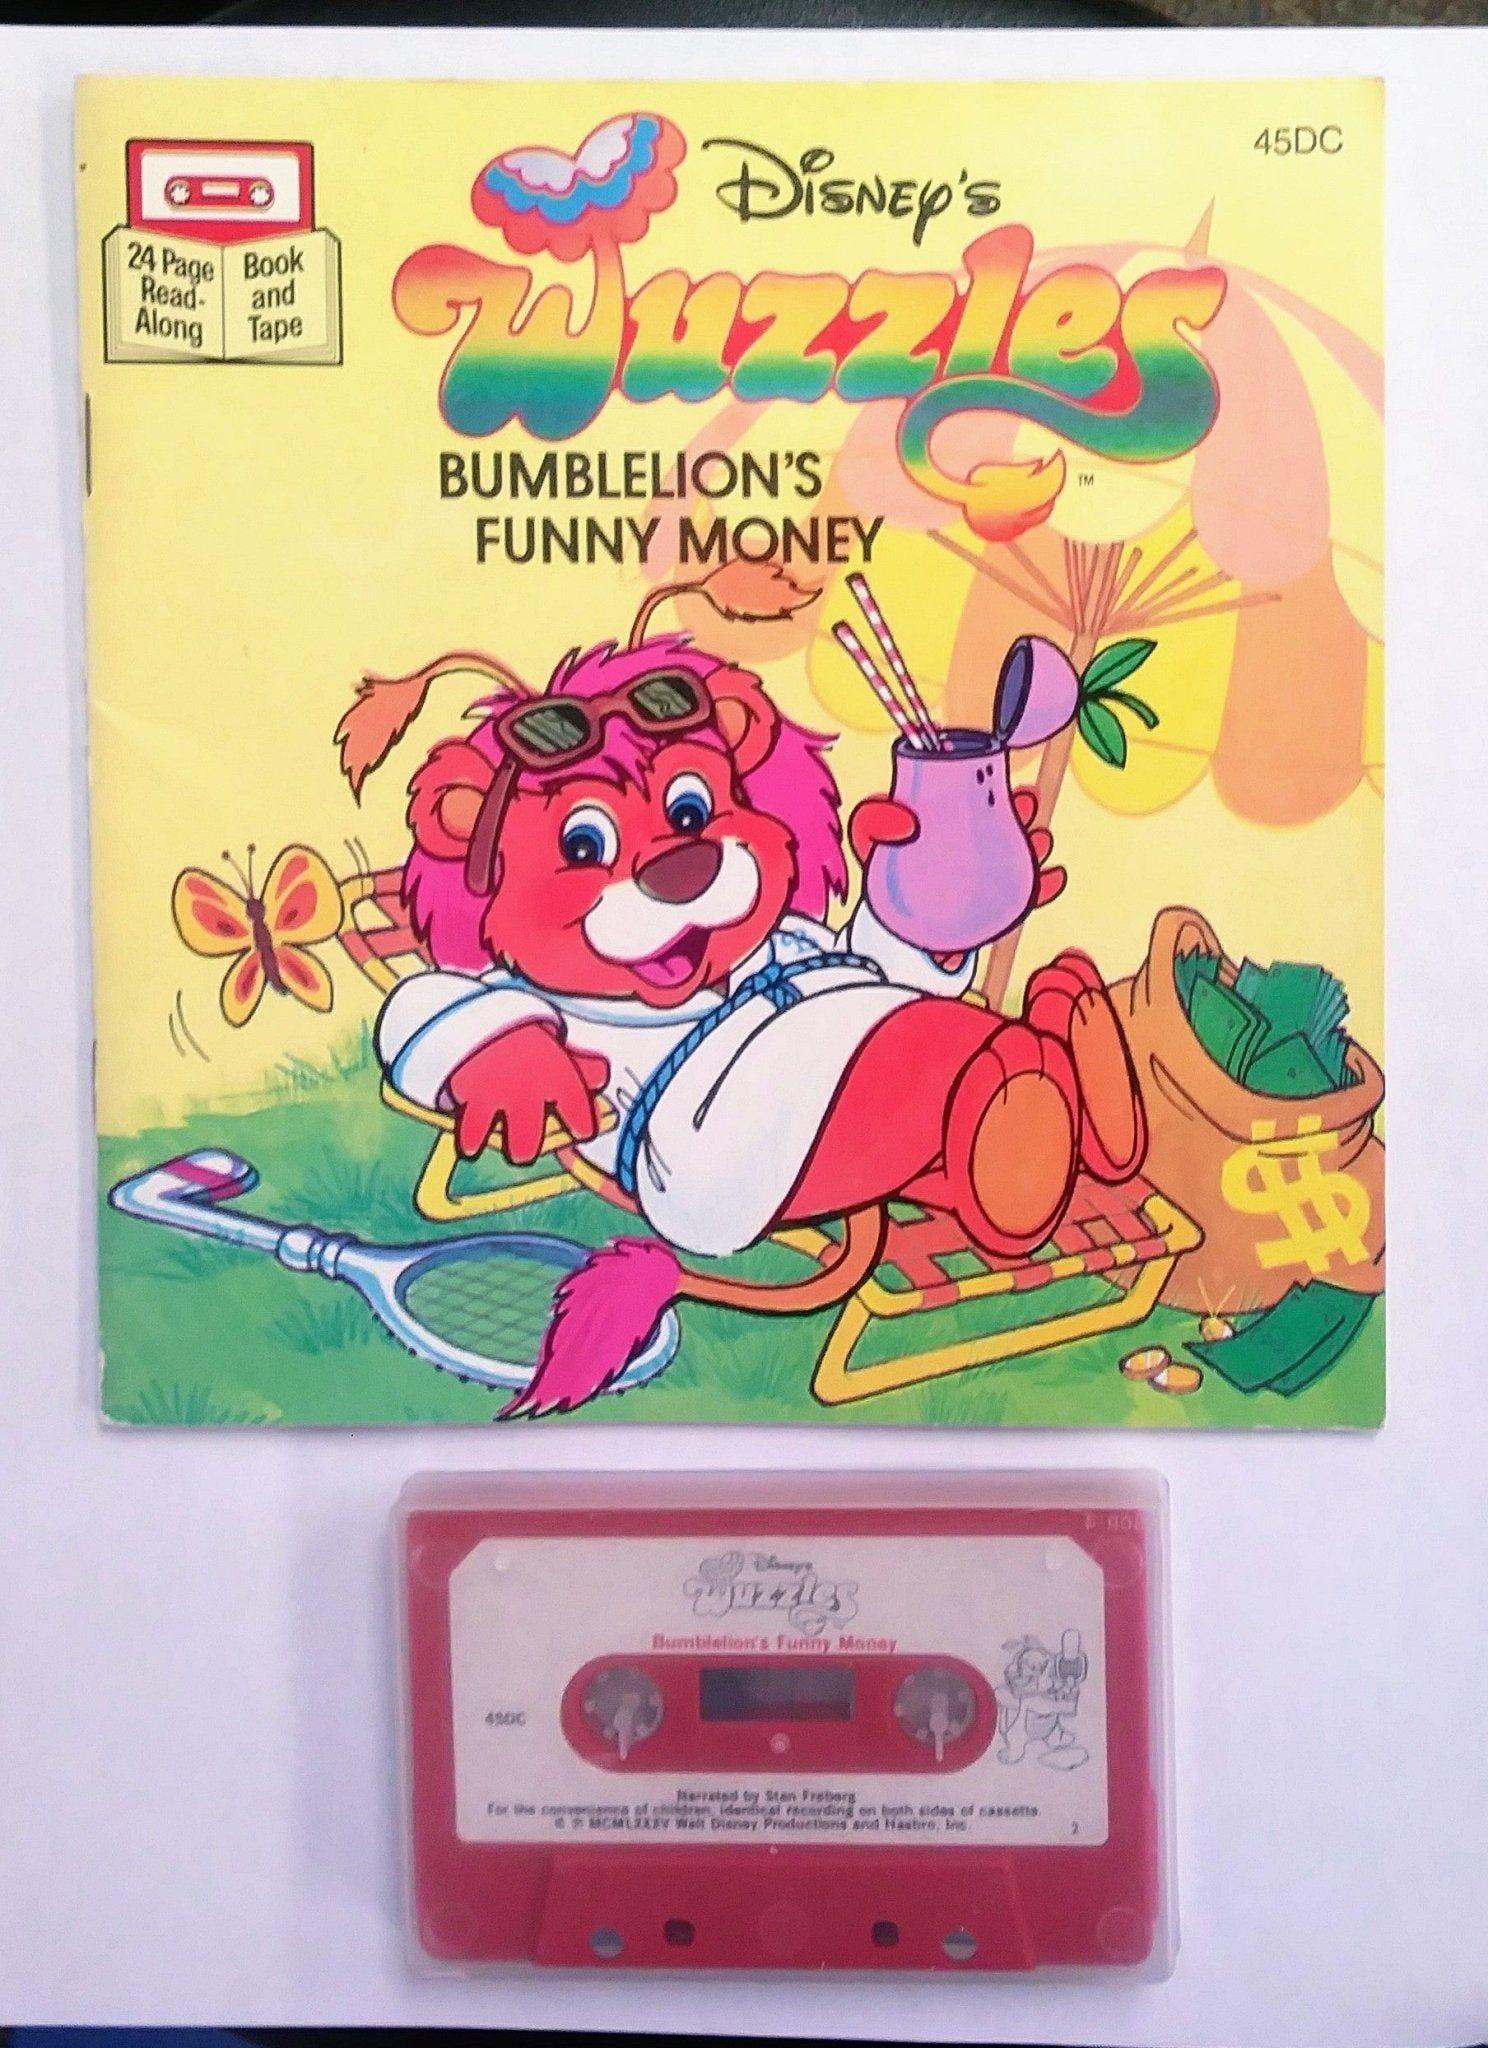 45DC
24 Page
Read-
Along
Book
and
Tape
Disney's
Wuzzles
TM
BUMBLELION'S
FUNNY MONEY
$
Disney's
Wuzzles
Bumblelion's Funny Money
45DC
Narrated by Stan Freberg
For the convenience of children, identical recording on both sides of cassette.
© ℗ MCMLXXXV Walt Disney Productions and Hasbro, Inc.
2